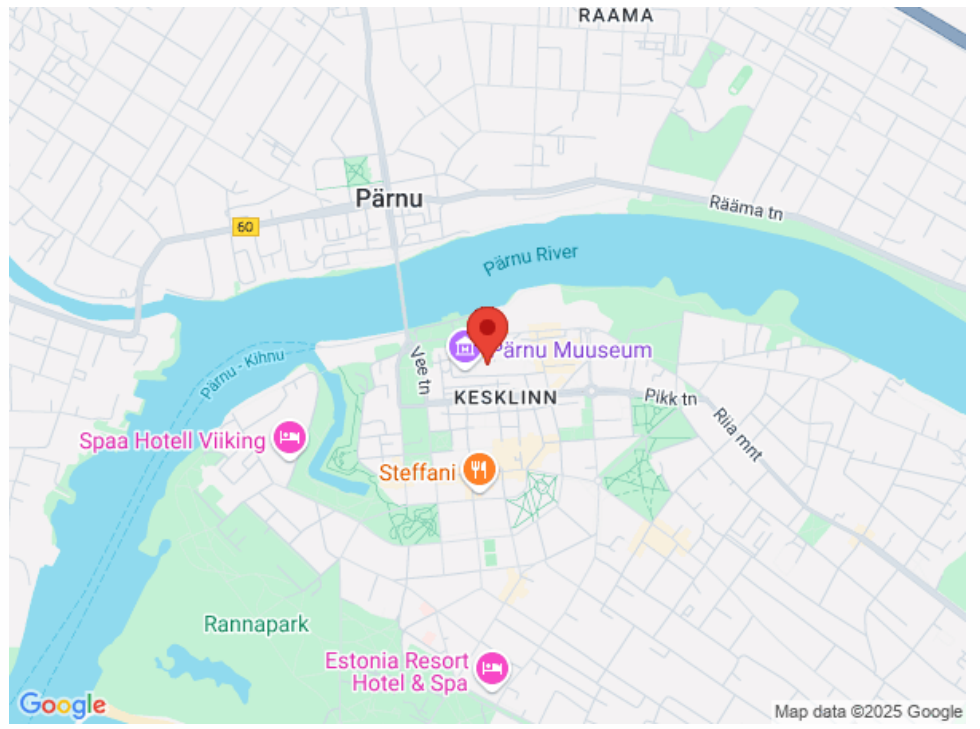 RAAMA
Pärnu
60
Rääma tn
Pärnu River
Pärnu - Kihnu
Vee tn
Pärnu Muuseum
KESKLINN
Pikk tn
Riia mnt
Spaa Hotell Viiking
Steffani
Rannapark
Estonia Resort
Hotel & Spa
Google
Map data ©2025 Google